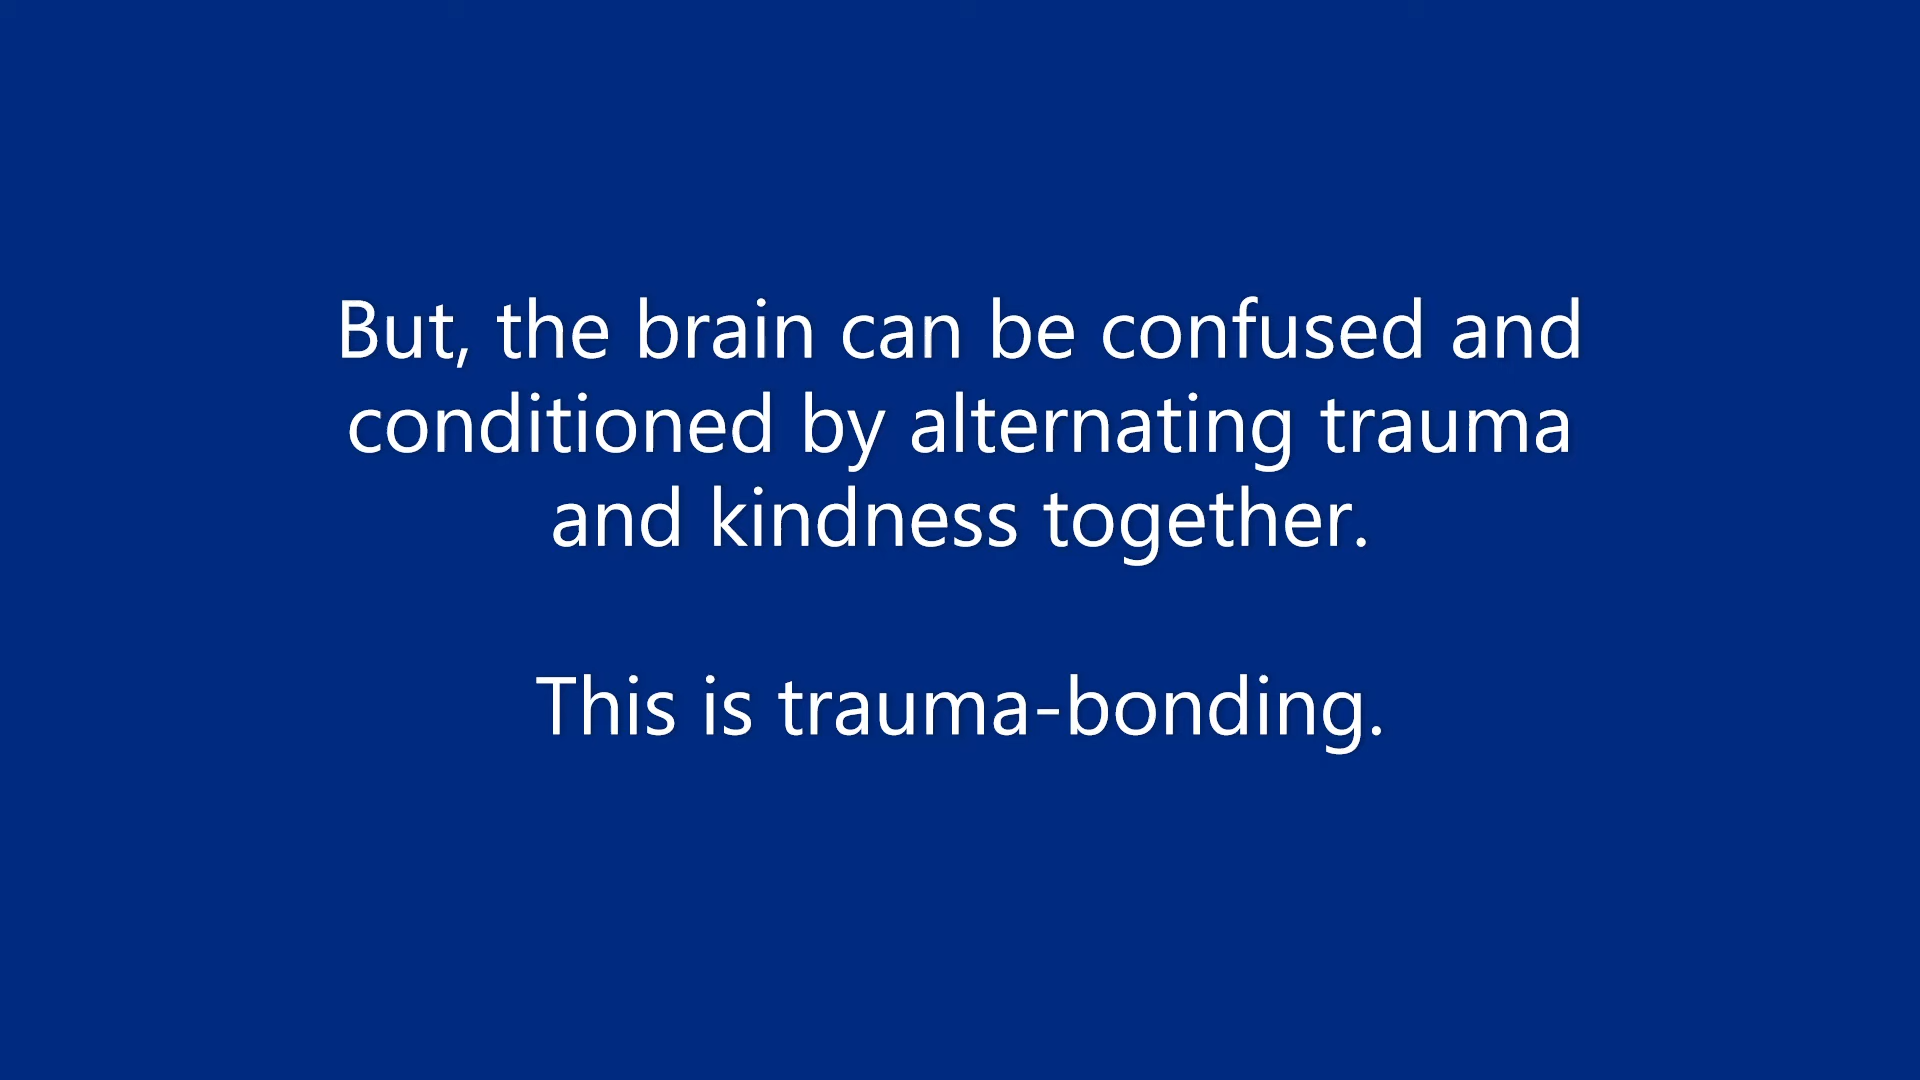 But, the brain can be confused and
conditioned by alternating trauma
and kindness together.
This is trauma-bonding.